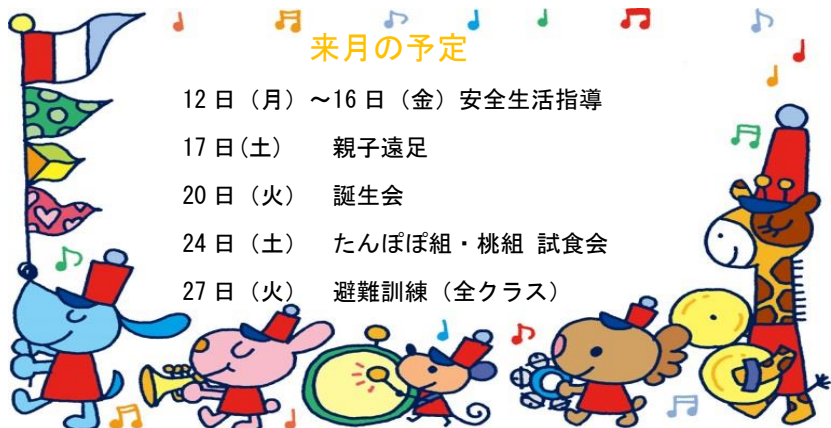 来月の予定
12日（月）～16日（金）安全生活指導
17日(土)　　親子遠足
20日（火）　誕生会
24日（土）　たんぽぽ組・桃組 試食会
27日（火）　避難訓練（全クラス）